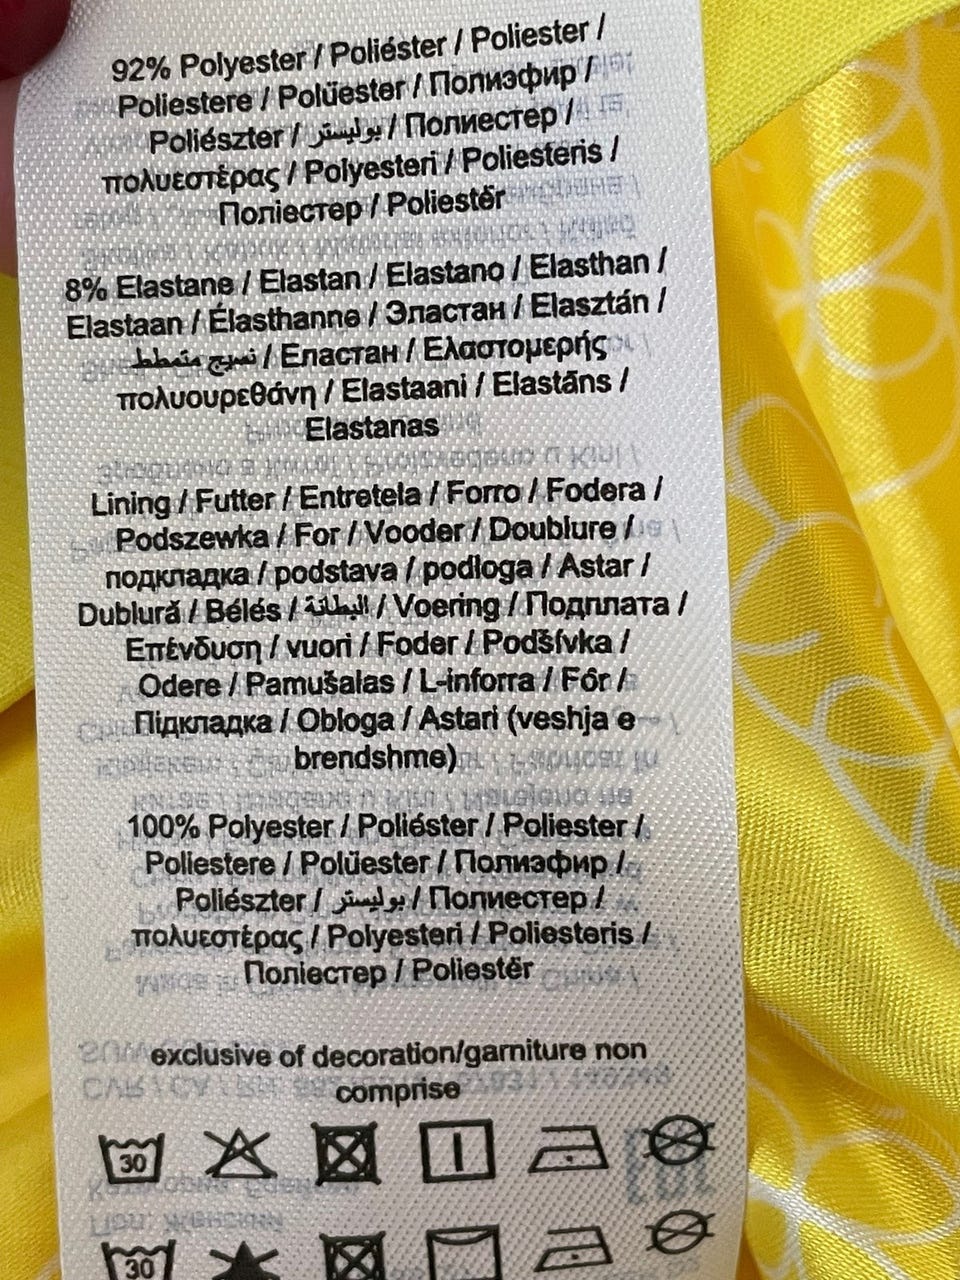 92% Polyester / Poliéster / Poliester /
Poliestere / Polüester / Полиэфир /
Poliészter / بوليستر / Полиестер /
πολυεστέρας / Polyesteri / Poliesteris /
Поліестер / Poliestër
8% Elastane / Elastan / Elastano / Elasthan /
Elastaan / Élasthanne / Эластан / Elasztán /
نسيج متمطط / Еластан / Ελαστομερής
πολυουρεθάνη / Elastaani / Elastāns /
Elastanas
Lining / Futter / Entretela / Forro / Fodera /
Podszewka / For / Vooder / Doublure /
подкладка / podstava / podloga / Astar /
Dublură / Bélés / البطانة / Voering / Подплата /
Επένδυση / vuori / Foder / Podšívka /
Odere / Pamušalas / L-inforra / Fôr /
Підкладка / Obloga / Astari (veshja e
brendshme)
100% Polyester / Poliéster / Poliester /
Poliestere / Polüester / Полиэфир /
Poliészter / بوليستر / Полиестер /
πολυεστέρας / Polyesteri / Poliesteris /
Поліестер / Poliestër
exclusive of decoration/garniture non
comprise
30
30